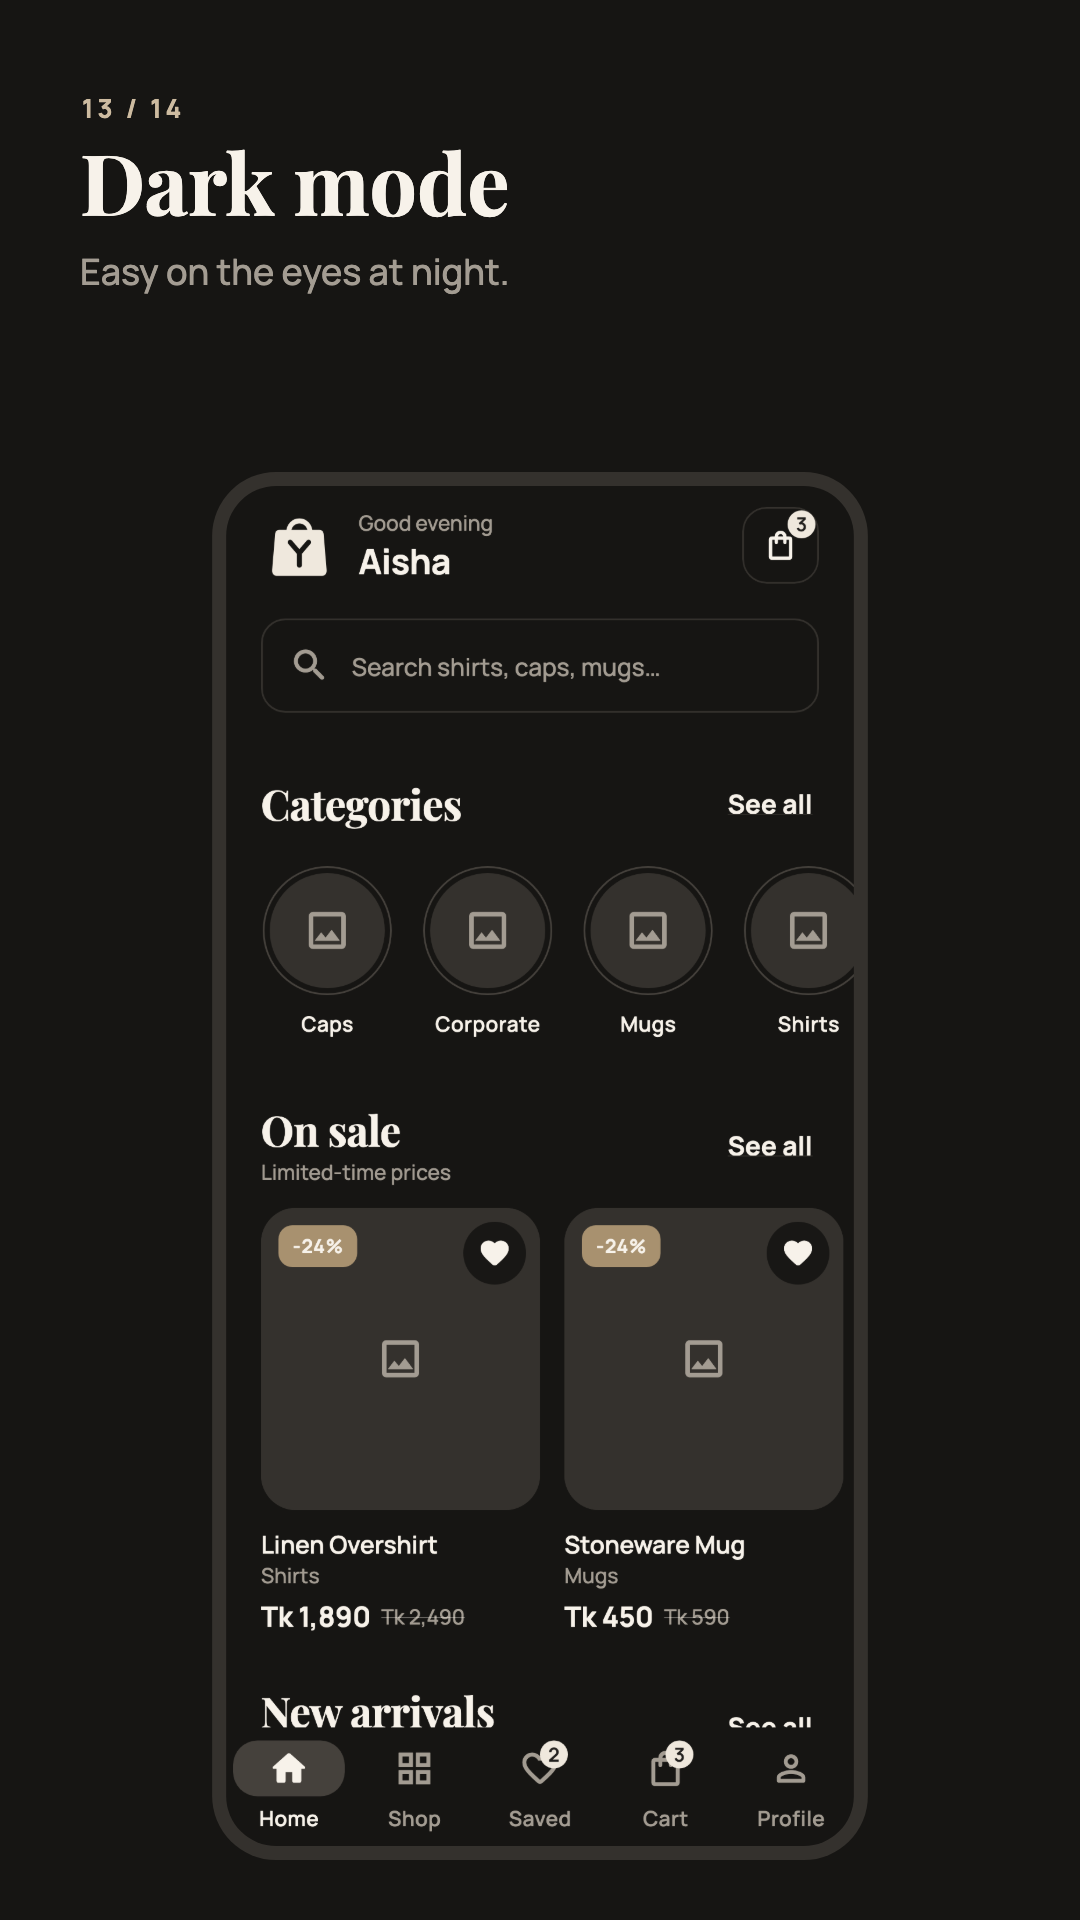 13 / 14
Dark mode
Easy on the eyes at night.
Y
Good evening
Aisha
3
Search shirts, caps, mugs...
Categories
See all
Caps
Corporate
Mugs
Shirts
On sale
See all
Limited-time prices
-24%
-24%
Linen Overshirt
Stoneware Mug
Shirts
Mugs
Tk 1,890 Tk 2,490
Tk 450 Tk 590
New arrivals
See all
2
3
Home
Shop
Saved
Cart
Profile